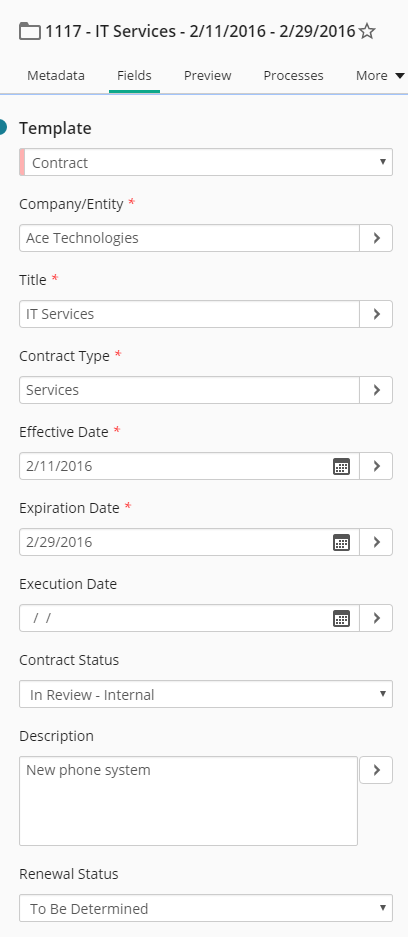 1117 - IT Services - 2/11/2016 - 2/29/2016
Metadata Fields Preview Processes More
Template
Contract
Company/Entity *
Ace Technologies
Title *
IT Services
Contract Type *
Services
Effective Date *
2/11/2016
Expiration Date *
2/29/2016
Execution Date
/ /
Contract Status
In Review - Internal
Description
New phone system
Renewal Status
To Be Determined